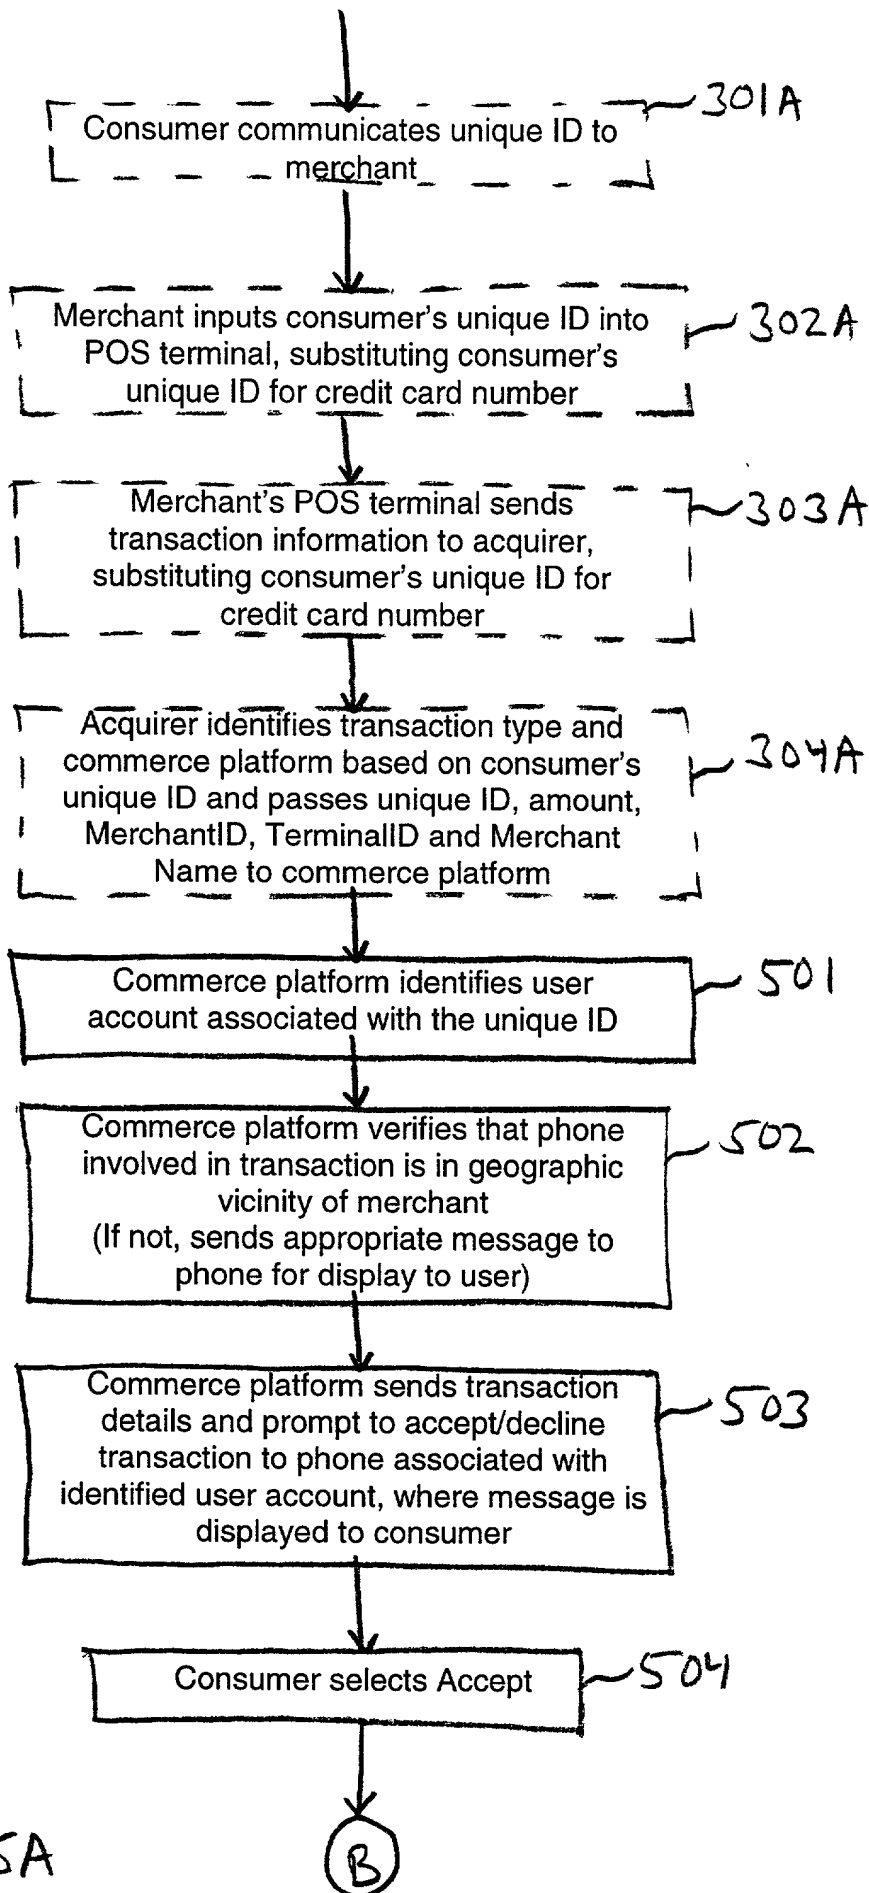 301A
Consumer communicates unique ID to
merchant
Merchant inputs consumer's unique ID into
POS terminal, substituting consumer's
unique ID for credit card number
302A
Merchant's POS terminal sends
transaction information to acquirer,
substituting consumer's unique ID for
credit card number
303A
Acquirer identifies transaction type and
commerce platform based on consumer's
unique ID and passes unique ID, amount,
MerchantID, TerminalID and Merchant
Name to commerce platform
304A
Commerce platform identifies user
account associated with the unique ID
501
Commerce platform verifies that phone
involved in transaction is in geographic
vicinity of merchant
(If not, sends appropriate message to
phone for display to user)
502
Commerce platform sends transaction
details and prompt to accept/decline
transaction to phone associated with
identified user account, where message is
displayed to consumer
503
Consumer selects Accept
504
5A
B